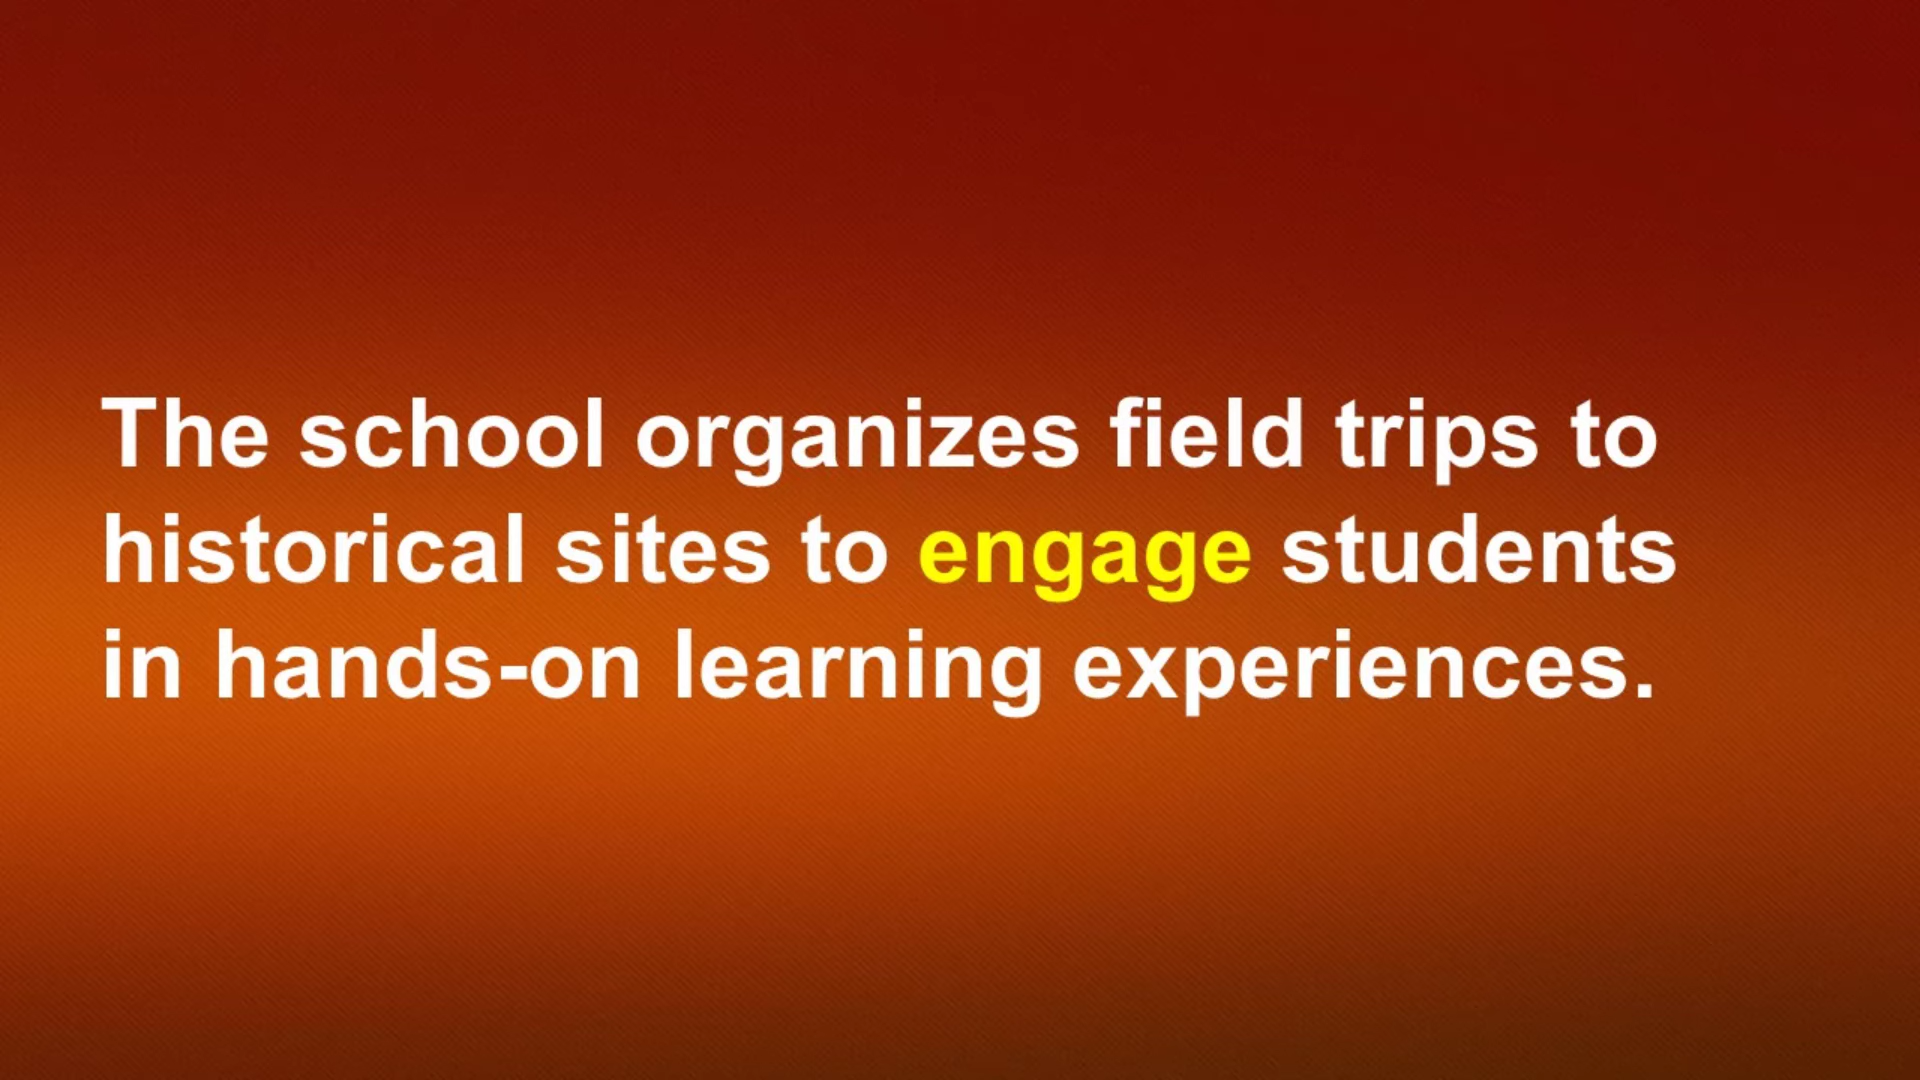 The school organizes field trips to
historical sites to engage students
in hands-on learning experiences.